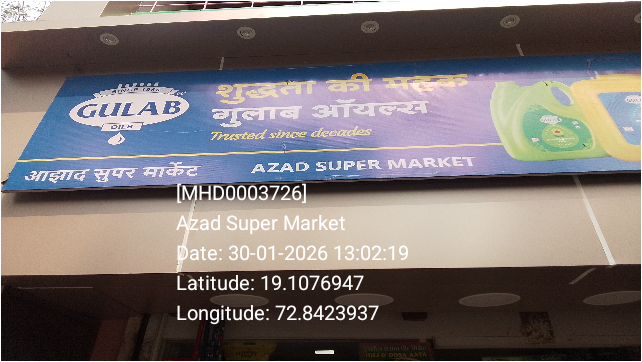 GULAB
OILS
शुद्धता की महक
गुलाब ऑयल्स
Trusted since decades
आझाद सुपर मार्केट
AZAD SUPER MARKET
[MHD0003726]
Azad Super Market
Date: 30-01-2026 13:02:19
Latitude: 19.1076947
Longitude: 72.8423937